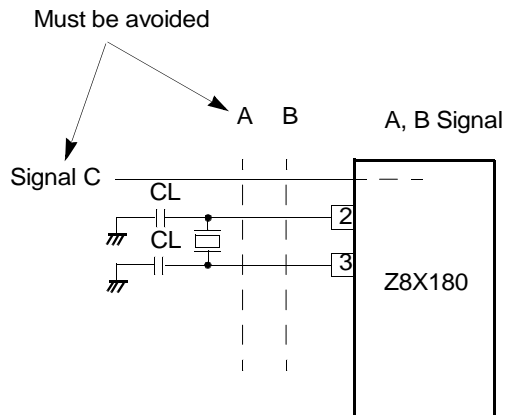 Must be avoided
A B
A, B Signal
Signal C
CL
2
CL
3
Z8X180